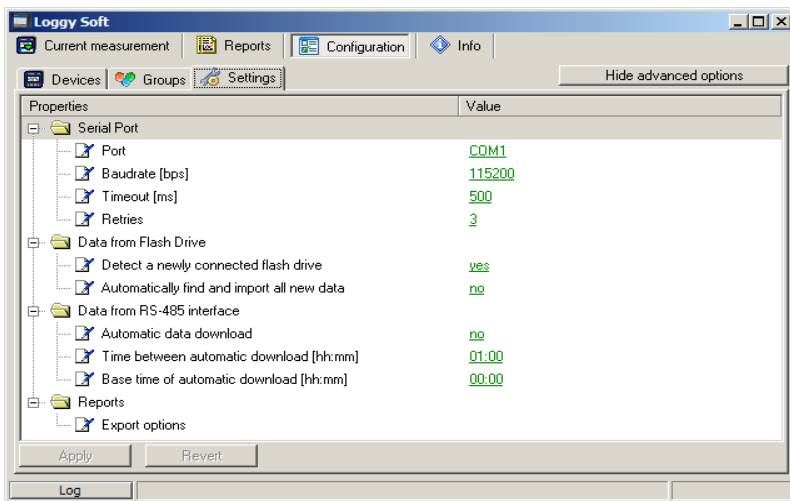 Loggy Soft
Current measurement Reports Configuration Info
Devices Groups Settings Hide advanced options
Properties Value
Serial Port
Port COM1
Baudrate [bps] 115200
Timeout [ms] 500
Retries 3
Data from Flash Drive
Detect a newly connected flash drive yes
Automatically find and import all new data no
Data from RS-485 interface
Automatic data download no
Time between automatic download [hh:mm] 01:00
Base time of automatic download [hh:mm] 00:00
Reports
Export options
Apply Revert
Log